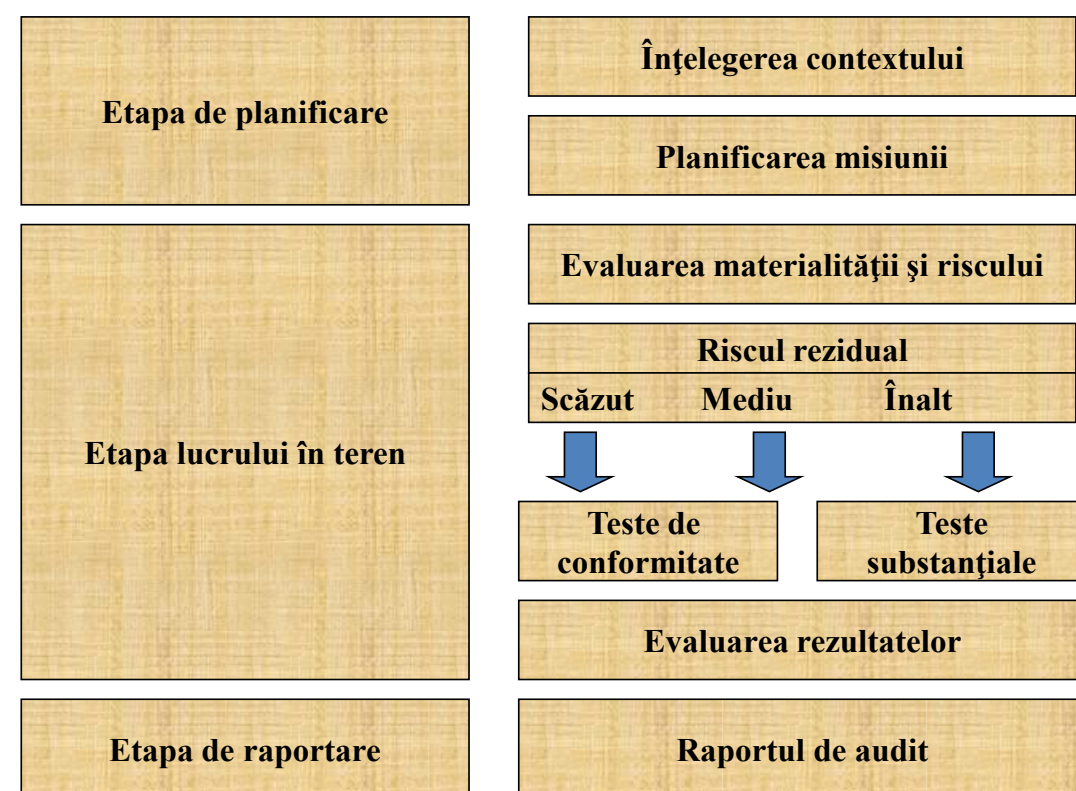 Etapa de planificare
Înţelegerea contextului
Planificarea misiunii
Etapa lucrului în teren
Evaluarea materialităţii şi riscului
Riscul rezidual
Scăzut Mediu Înalt
Teste de
conformitate
Teste
substanţiale
Evaluarea rezultatelor
Etapa de raportare
Raportul de audit